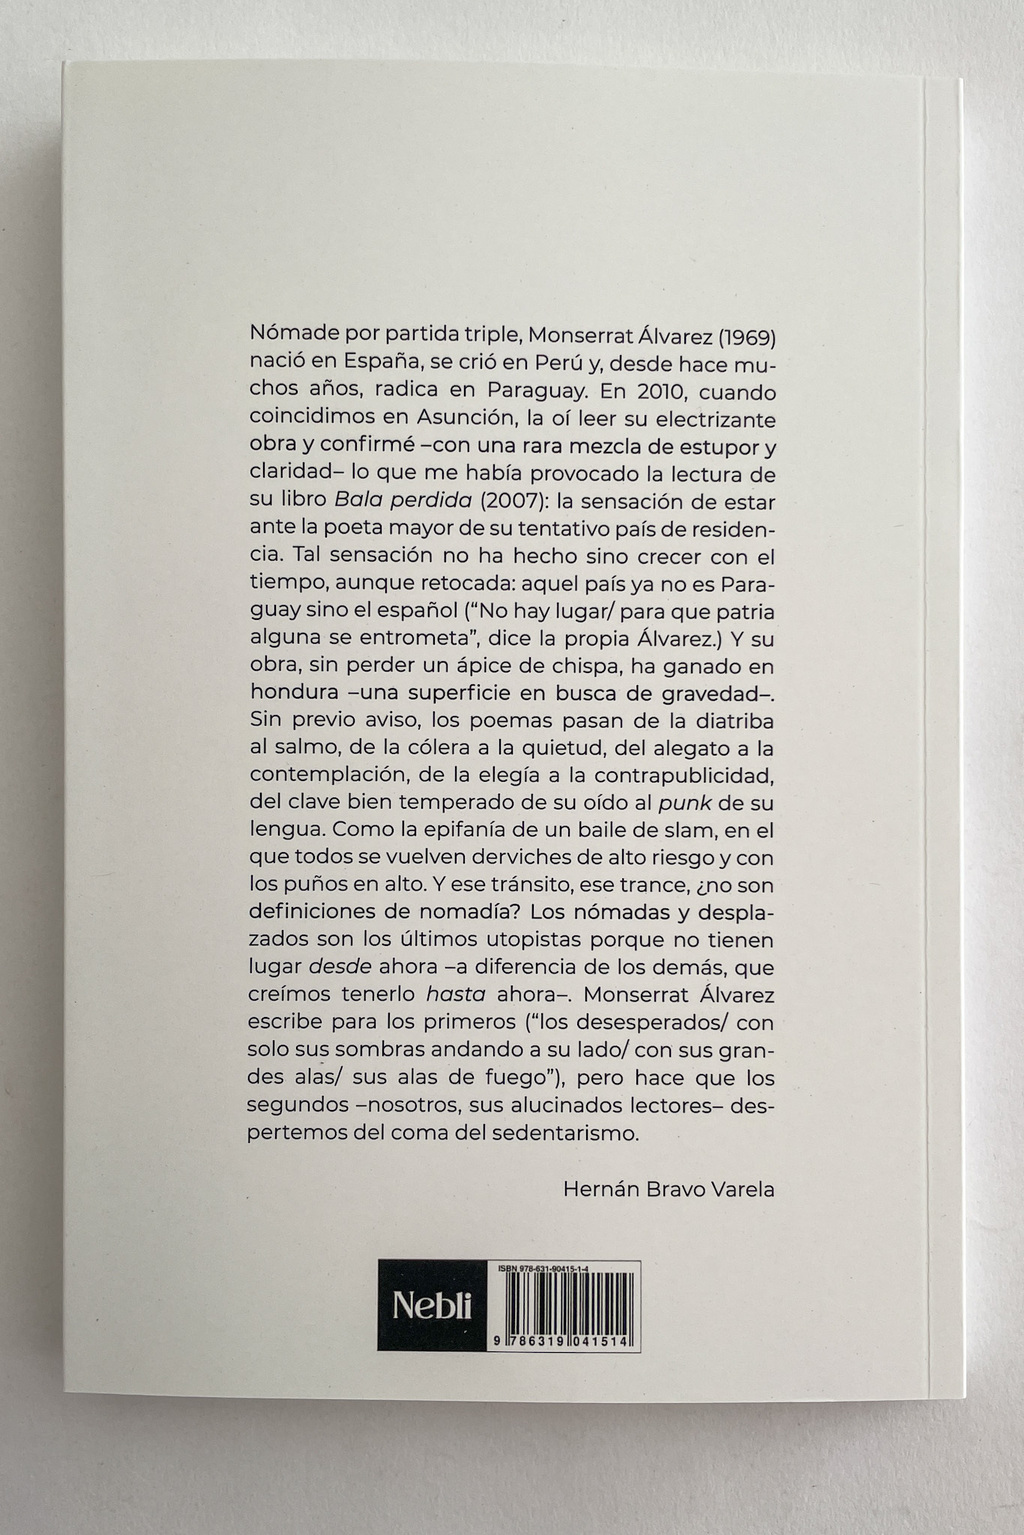 Nómade por partida triple, Monserrat Álvarez (1969)
nació en España, se crió en Perú y, desde hace mu-
chos años, radica en Paraguay. En 2010, cuando
coincidimos en Asunción, la oí leer su electrizante
obra y confirmé –con una rara mezcla de estupor y
claridad– lo que me había provocado la lectura de
su libro Bala perdida (2007): la sensación de estar
ante la poeta mayor de su tentativo país de residen-
cia. Tal sensación no ha hecho sino crecer con el
tiempo, aunque retocada: aquel país ya no es Para-
guay sino el español (“No hay lugar/ para que patria
alguna se entrometa”, dice la propia Álvarez.) Y su
obra, sin perder un ápice de chispa, ha ganado en
hondura –una superficie en busca de gravedad–.
Sin previo aviso, los poemas pasan de la diatriba
al salmo, de la cólera a la quietud, del alegato a la
contemplación, de la elegía a la contrapublicidad,
del clave bien temperado de su oído al punk de su
lengua. Como la epifanía de un baile de slam, en el
que todos se vuelven derviches de alto riesgo y con
los puños en alto. Y ese tránsito, ese trance, ¿no son
definiciones de nomadía? Los nómadas y despla-
zados son los últimos utopistas porque no tienen
lugar desde ahora –a diferencia de los demás, que
creímos tenerlo hasta ahora–. Monserrat Álvarez
escribe para los primeros (“los desesperados/ con
solo sus sombras andando a su lado/ con sus gran-
des alas/ sus alas de fuego”), pero hace que los
segundos –nosotros, sus alucinados lectores– des-
pertemos del coma del sedentarismo.
Hernán Bravo Varela
Nebli
ISBN 978-631-90415-1-4
9 786319 041514